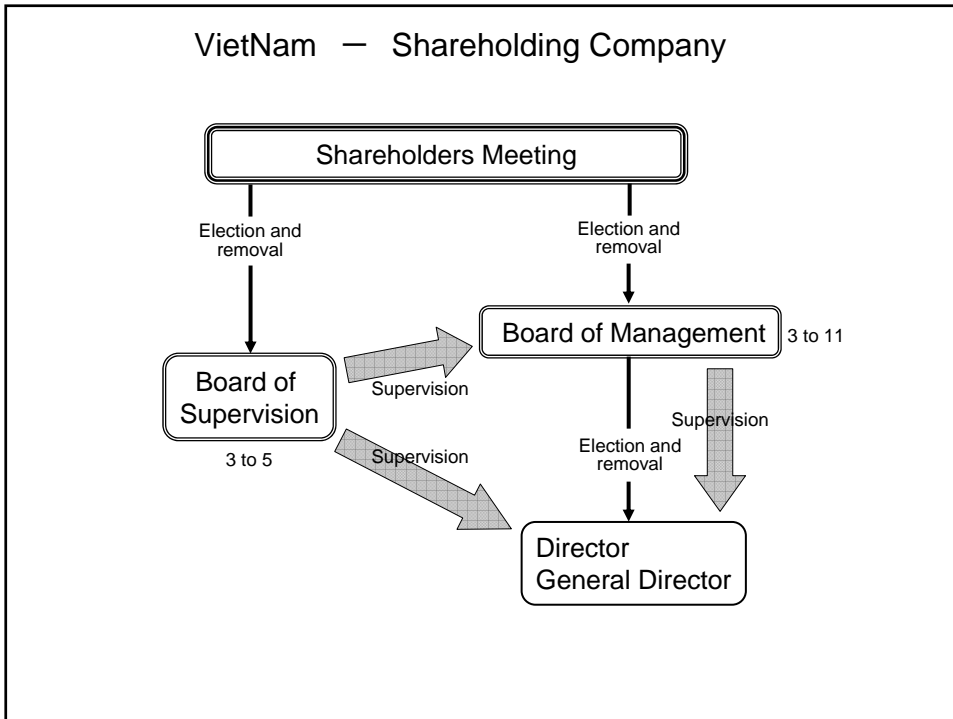 VietNam － Shareholding Company
Shareholders Meeting
Election and
removal
Election and
removal
Board of Management
3 to 11
Board of
Supervision
3 to 5
Supervision
Supervision
Election and
removal
Supervision
Director
General Director